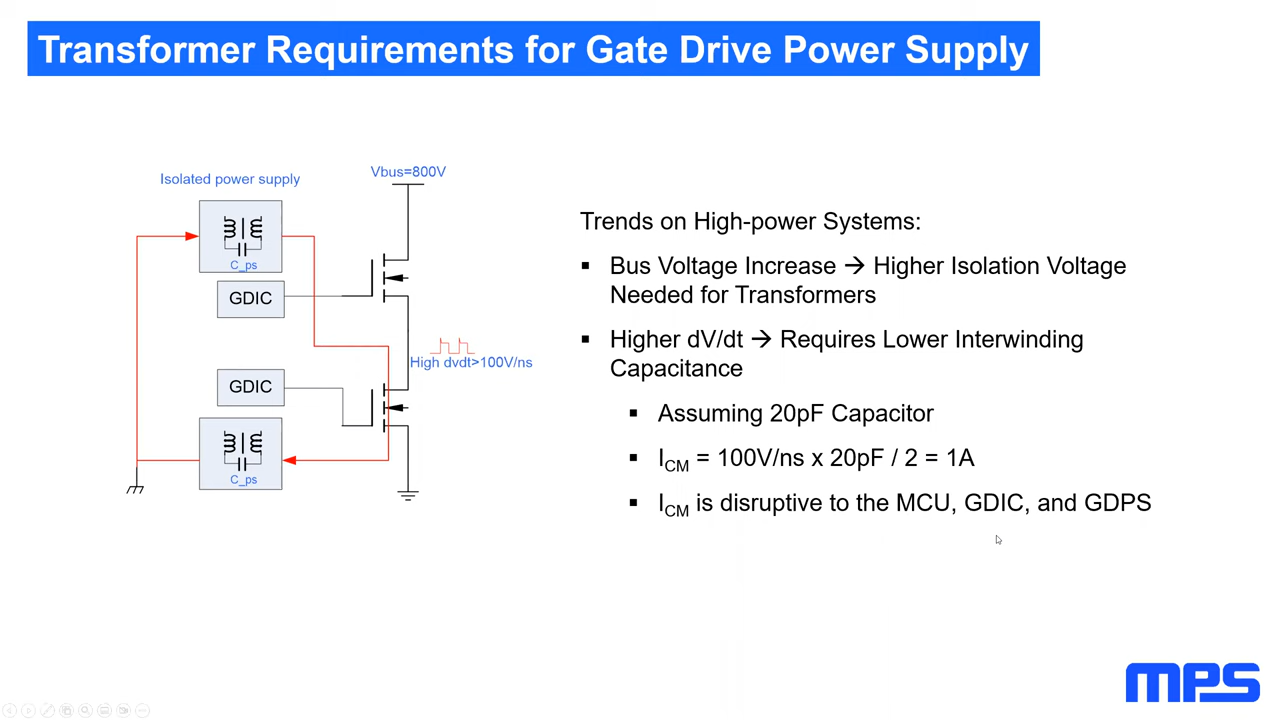 Transformer Requirements for Gate Drive Power Supply
Isolated power supply
Vbus=800V
C_ps
GDIC
High dvdt>100V/ns
GDIC
C_ps
Trends on High-power Systems:
▪ Bus Voltage Increase → Higher Isolation Voltage
Needed for Transformers
▪ Higher dV/dt → Requires Lower Interwinding
Capacitance
▪ Assuming 20pF Capacitor
▪ I_CM = 100V/ns x 20pF / 2 = 1A
▪ I_CM is disruptive to the MCU, GDIC, and GDPS
mps